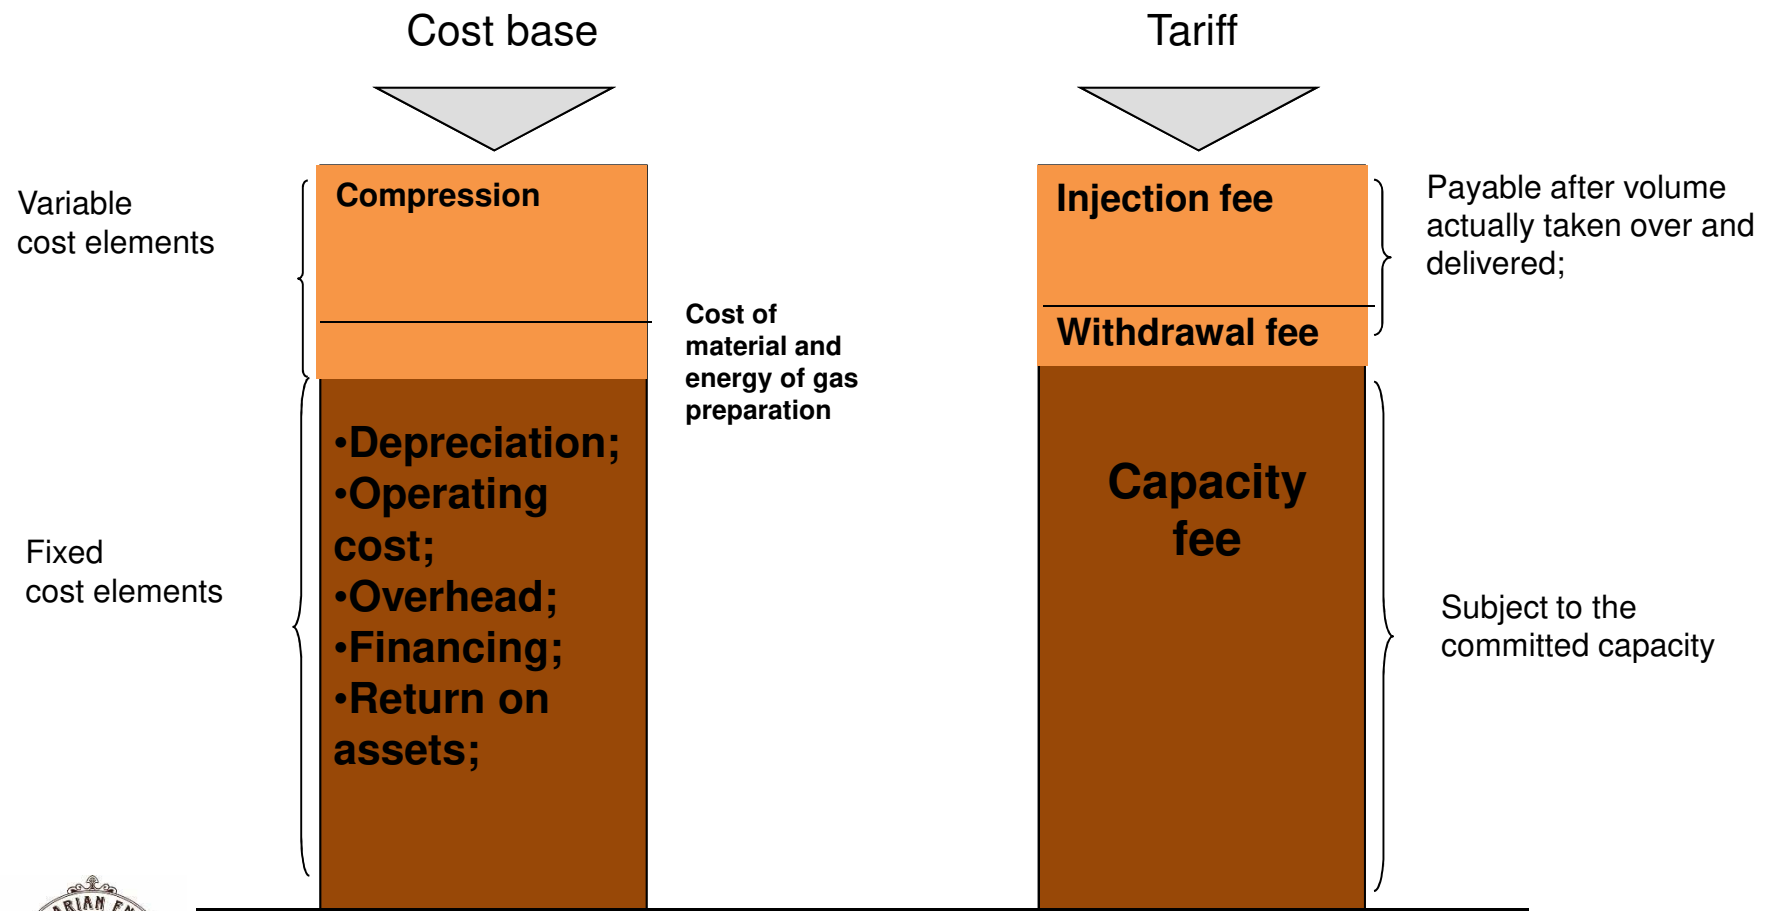 Cost base
Tariff
Variable
cost elements
Compression
Cost of
material and
energy of gas
preparation
Injection fee
Withdrawal fee
Payable after volume
actually taken over and
delivered;
Fixed
cost elements
•Depreciation;
•Operating
cost;
•Overhead;
•Financing;
•Return on
assets;
Capacity
fee
Subject to the
committed capacity